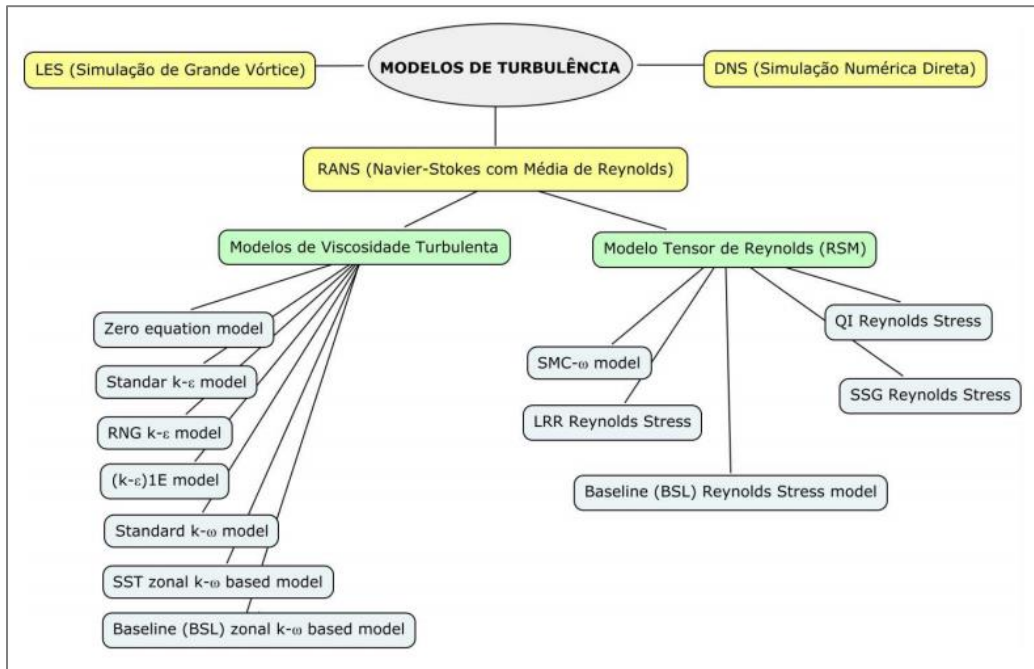 MODELOS DE TURBULÊNCIA
LES (Simulação de Grande Vórtice)
DNS (Simulação Numérica Direta)
RANS (Navier-Stokes com Média de Reynolds)
Modelos de Viscosidade Turbulenta
Modelo Tensor de Reynolds (RSM)
Zero equation model
Standar k-ε model
RNG k-ε model
(k-ε)1E model
Standard k-ω model
SST zonal k-ω based model
Baseline (BSL) zonal k-ω based model
QI Reynolds Stress
SMC-ω model
SSG Reynolds Stress
LRR Reynolds Stress
Baseline (BSL) Reynolds Stress model